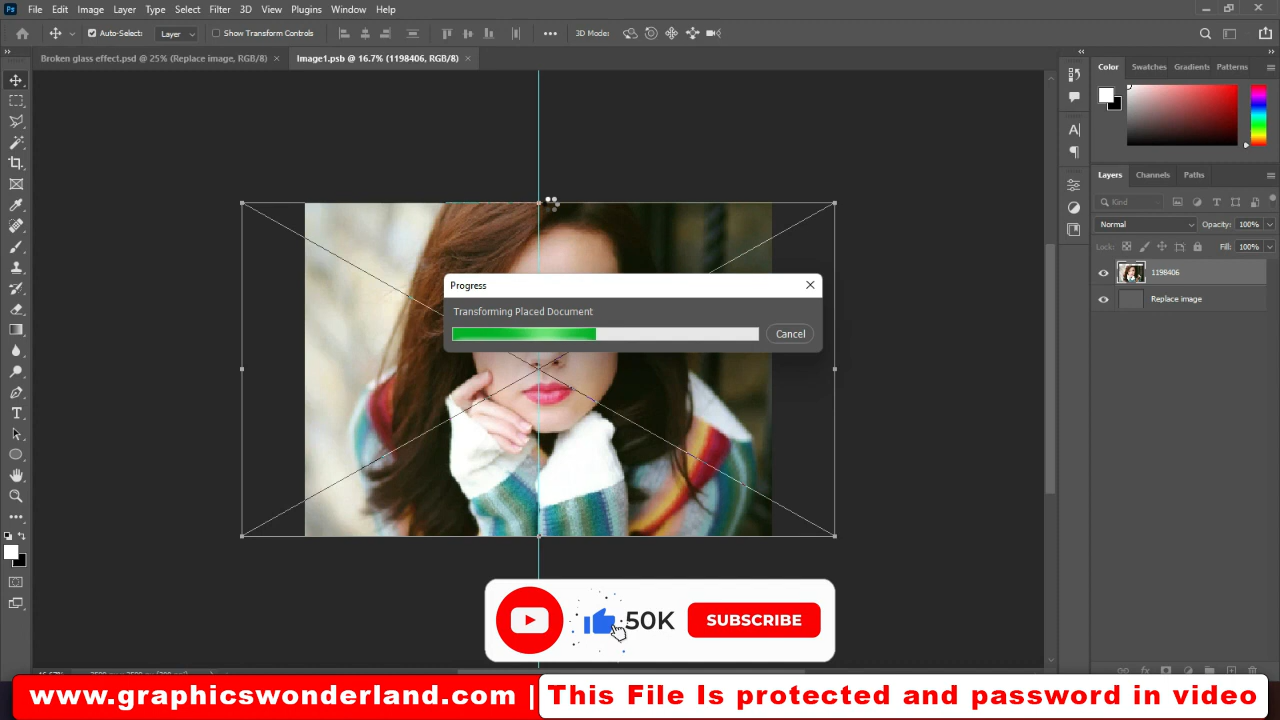 Ps File Edit Image Layer Type Select Filter 3D View Plugins Window Help
Auto-Select: Layer Show Transform Controls 3D Mode:
Broken glass effect.psd @ 25% (Replace image, RGB/8) × Image1.psb @ 16.7% (1198406, RGB/8) ×
Color Swatches Gradients Patterns
Layers Channels Paths
Kind
Normal Opacity: 100%
Lock: Fill: 100%
1198406
Replace image
Progress
Transforming Placed Document
Cancel
50K SUBSCRIBE
www.graphicswonderland.com | This File Is protected and password in video